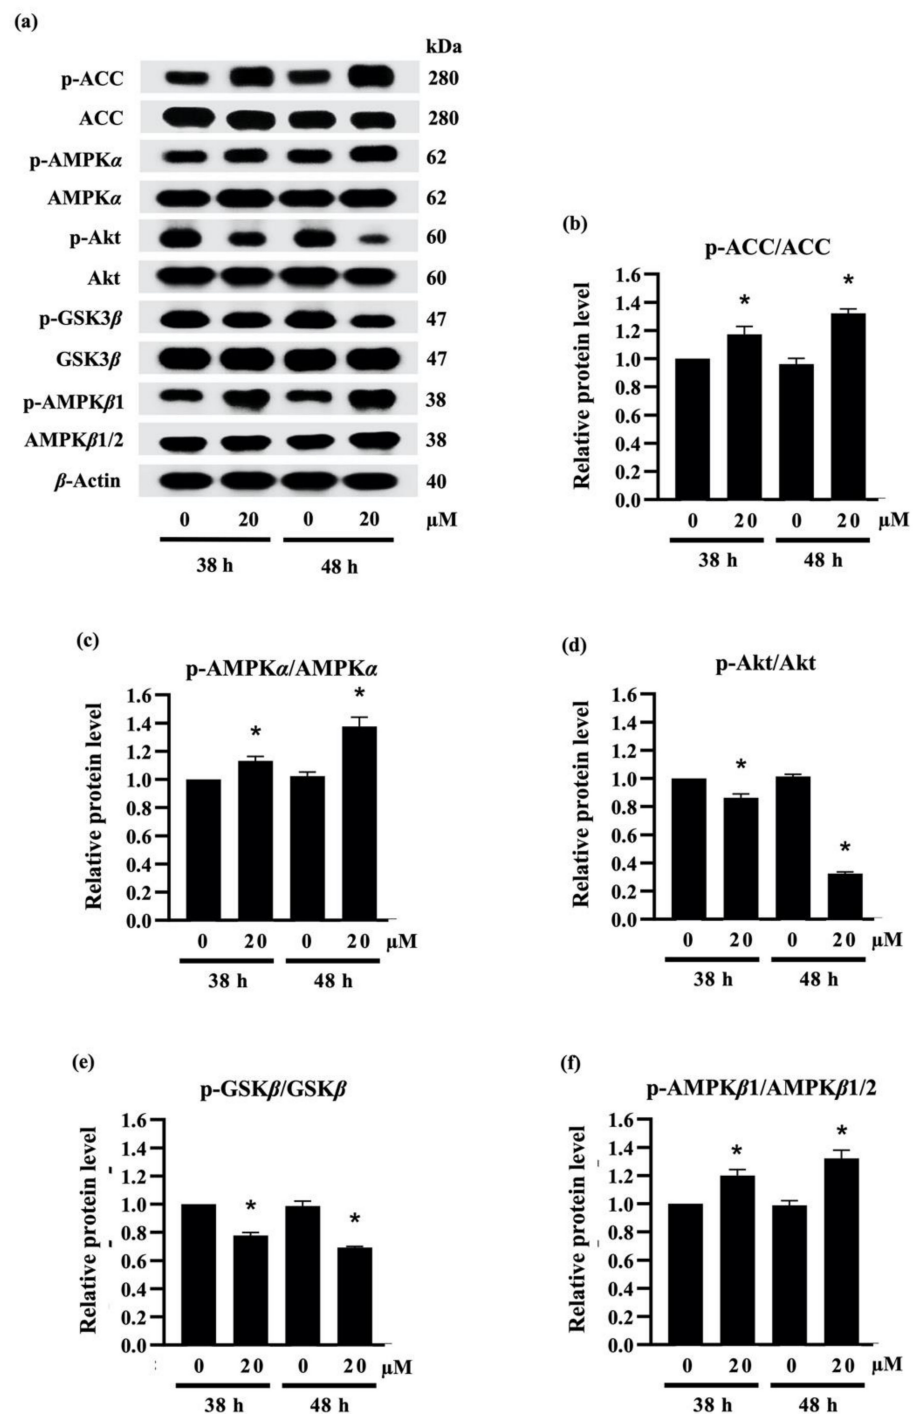 (a)
kDa
p-ACC 280
ACC 280
p-AMPKα 62
AMPKα 62
p-Akt 60
Akt 60
p-GSK3β 47
GSK3β 47
p-AMPKβ1 38
AMPKβ1/2 38
β-Actin 40
0 20 0 20 μM
38 h 48 h
(b)
p-ACC/ACC
Relative protein level
1.6
1.4
1.2
1.0
0.8
0.6
0.4
0.2
0.0
* *
0 20 0 20 μM
38 h 48 h
(c)
p-AMPKα/AMPKα
Relative protein level
1.6
1.4
1.2
1.0
0.8
0.6
0.4
0.2
0.0
* *
0 20 0 20 μM
38 h 48 h
(d)
p-Akt/Akt
Relative protein level
1.6
1.4
1.2
1.0
0.8
0.6
0.4
0.2
0.0
* *
0 20 0 20 μM
38 h 48 h
(e)
p-GSKβ/GSKβ
Relative protein level
1.6
1.4
1.2
1.0
0.8
0.6
0.4
0.2
0.0
* *
0 20 0 20 μM
38 h 48 h
(f)
p-AMPKβ1/AMPKβ1/2
Relative protein level
1.6
1.4
1.2
1.0
0.8
0.6
0.4
0.2
0.0
* *
0 20 0 20 μM
38 h 48 h